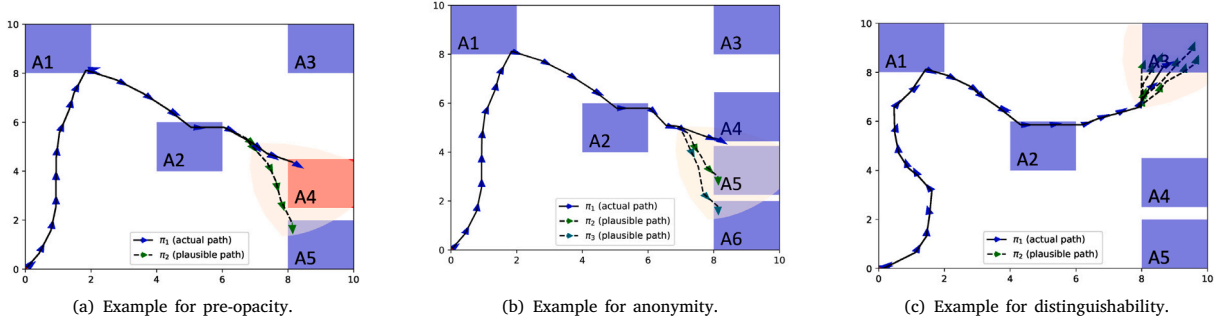 10
8
6
4
2
0
A1
A3
A2
A4
A5
π1 (actual path)
π2 (plausible path)
0 2 4 6 8 10
(a) Example for pre-opacity.
10
8
6
4
2
0
A1
A3
A2
A4
A5
A6
π1 (actual path)
π2 (plausible path)
π3 (plausible path)
0 2 4 6 8 10
(b) Example for anonymity.
10
8
6
4
2
0
A1
A3
A2
A4
A5
π1 (actual path)
π2 (plausible path)
0 2 4 6 8 10
(c) Example for distinguishability.